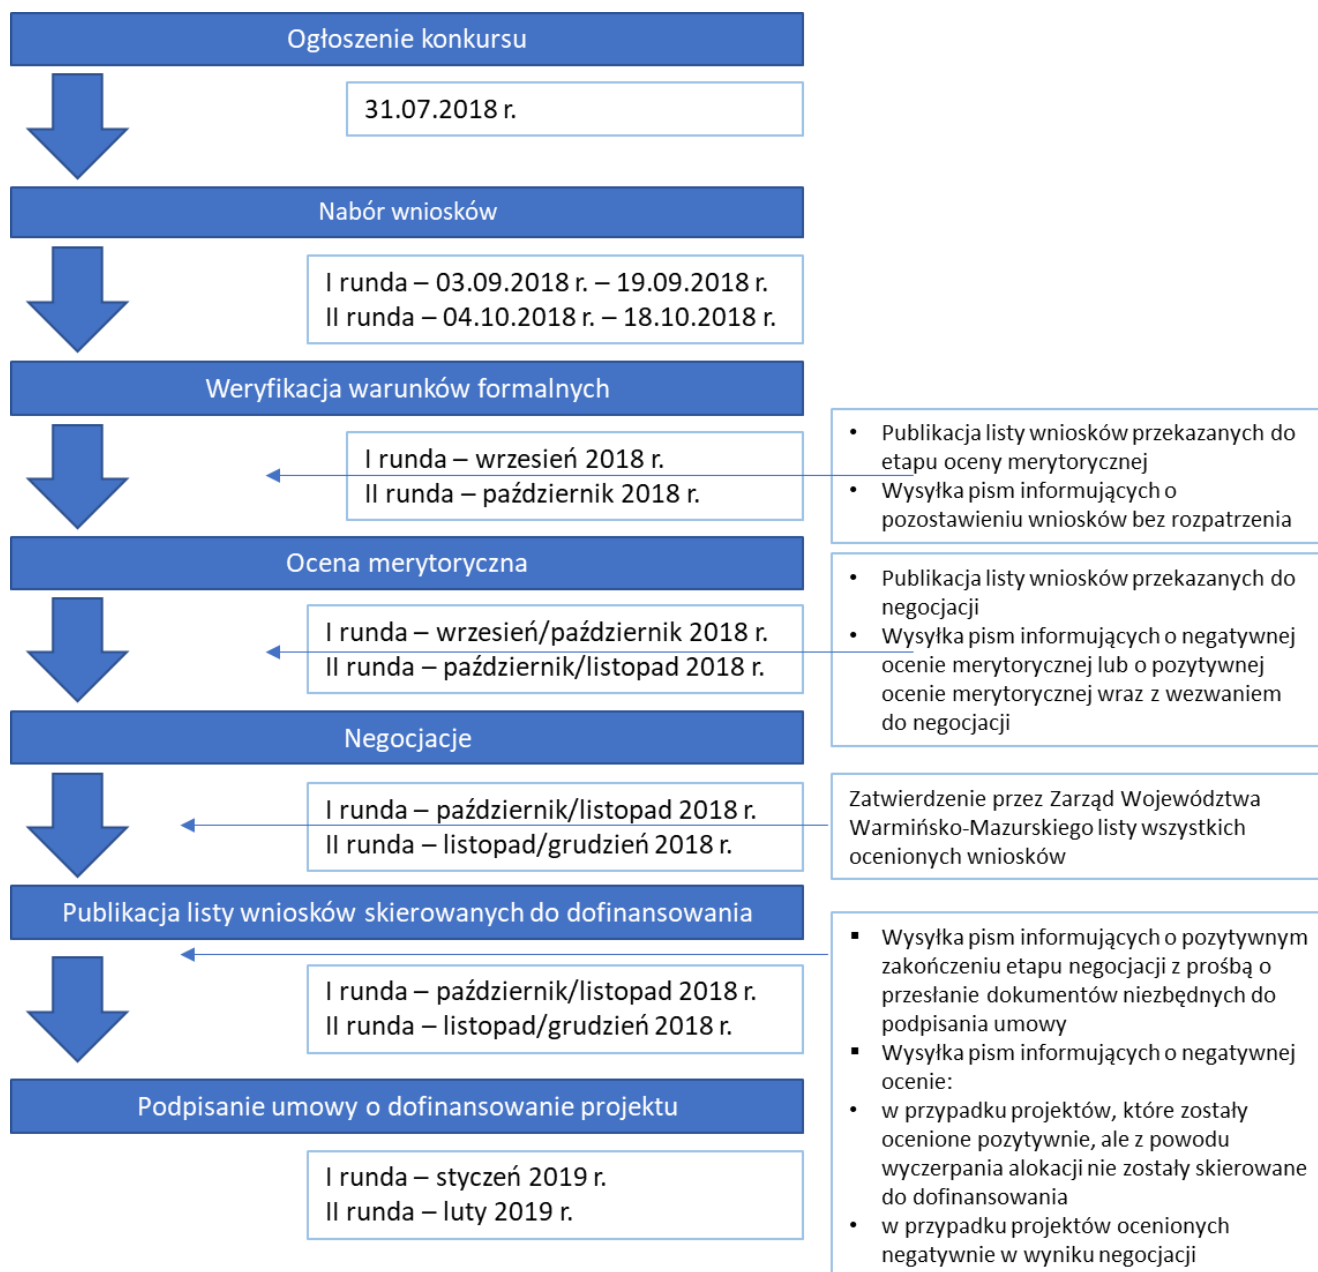 Ogłoszenie konkursu
31.07.2018 r.
Nabór wniosków
I runda – 03.09.2018 r. – 19.09.2018 r.
II runda – 04.10.2018 r. – 18.10.2018 r.
Weryfikacja warunków formalnych
I runda – wrzesień 2018 r.
II runda – październik 2018 r.
• Publikacja listy wniosków przekazanych do
etapu oceny merytorycznej
• Wysyłka pism informujących o
pozostawieniu wniosków bez rozpatrzenia
Ocena merytoryczna
I runda – wrzesień/październik 2018 r.
II runda – październik/listopad 2018 r.
• Publikacja listy wniosków przekazanych do
negocjacji
• Wysyłka pism informujących o negatywnej
ocenie merytorycznej lub o pozytywnej
ocenie merytorycznej wraz z wezwaniem
do negocjacji
Negocjacje
I runda – październik/listopad 2018 r.
II runda – listopad/grudzień 2018 r.
Zatwierdzenie przez Zarząd Województwa
Warmińsko-Mazurskiego listy wszystkich
ocenionych wniosków
Publikacja listy wniosków skierowanych do dofinansowania
I runda – październik/listopad 2018 r.
II runda – listopad/grudzień 2018 r.
▪ Wysyłka pism informujących o pozytywnym
zakończeniu etapu negocjacji z prośbą o
przesłanie dokumentów niezbędnych do
podpisania umowy
▪ Wysyłka pism informujących o negatywnej
ocenie:
• w przypadku projektów, które zostały
ocenione pozytywnie, ale z powodu
wyczerpania alokacji nie zostały skierowane
do dofinansowania
• w przypadku projektów ocenionych
negatywnie w wyniku negocjacji
Podpisanie umowy o dofinansowanie projektu
I runda – styczeń 2019 r.
II runda – luty 2019 r.